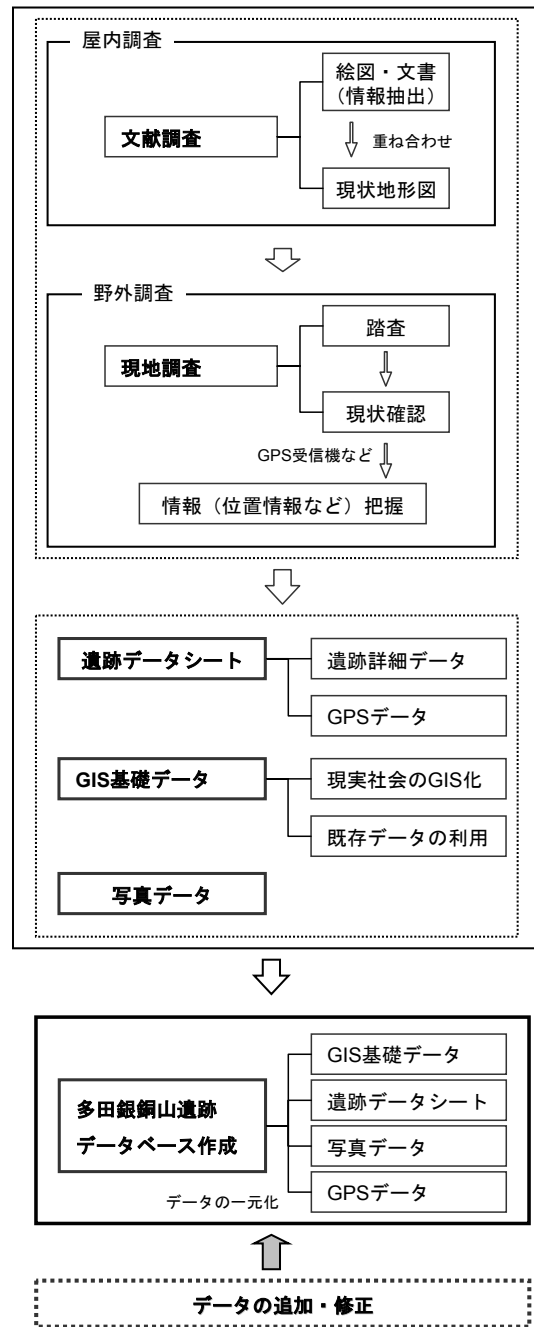 屋内調査
絵図・文書
（情報抽出）
文献調査
重ね合わせ
現状地形図
野外調査
踏査
現地調査
現状確認
GPS受信機など
情報（位置情報など）把握
遺跡データシート
遺跡詳細データ
GPSデータ
GIS基礎データ
現実社会のGIS化
既存データの利用
写真データ
GIS基礎データ
多田銀銅山遺跡
データベース作成
遺跡データシート
写真データ
GPSデータ
データの一元化
データの追加・修正